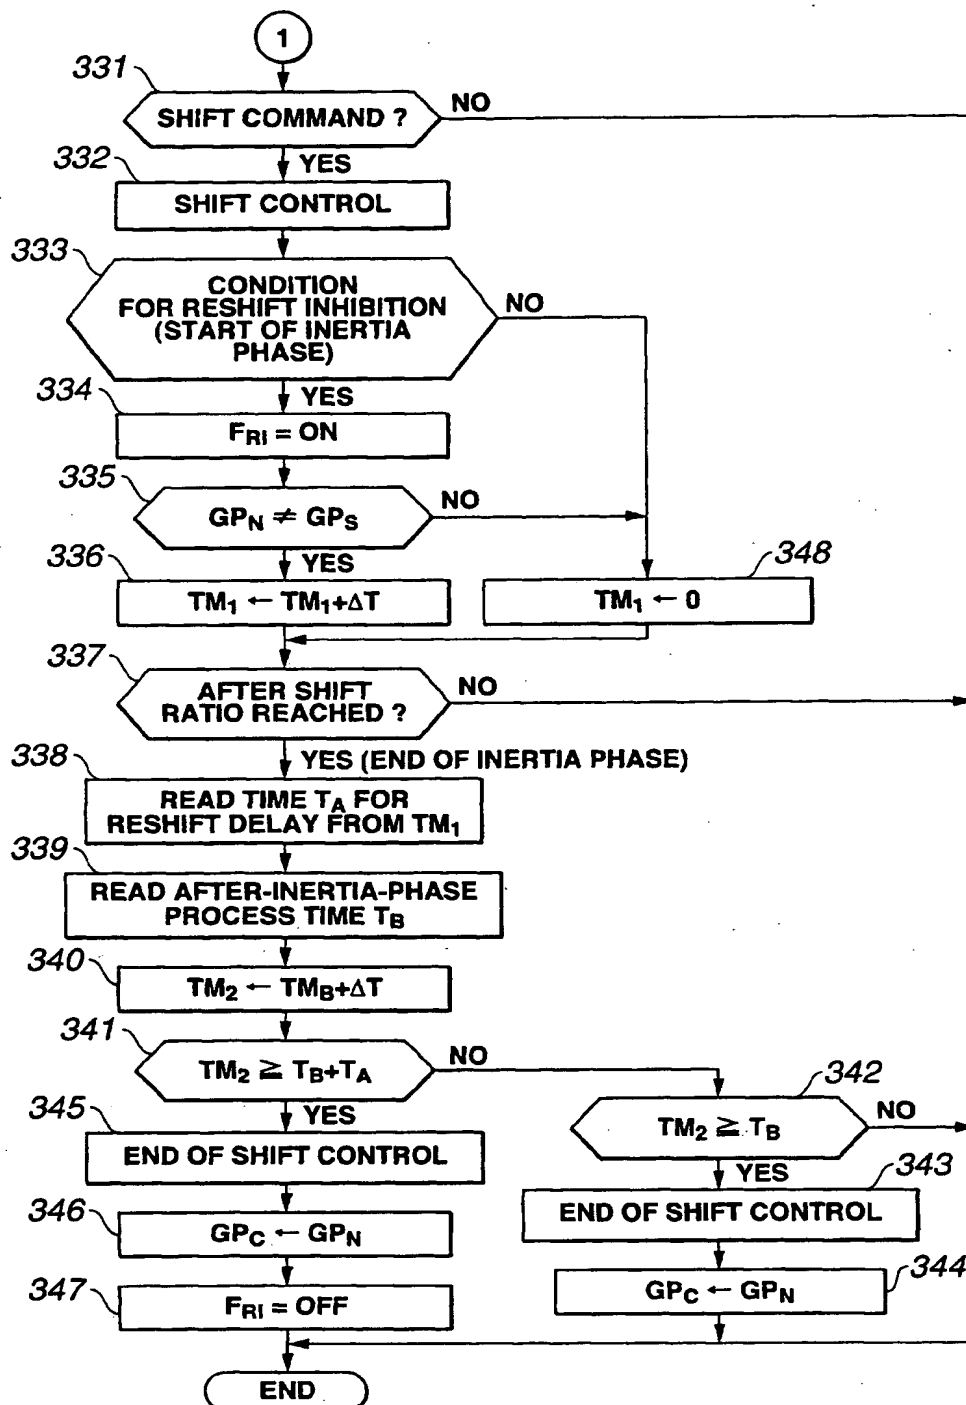 1
331
SHIFT COMMAND ?
NO
YES
332
SHIFT CONTROL
333
CONDITION
FOR RESHIFT INHIBITION
(START OF INERTIA
PHASE)
NO
YES
334
FRI = ON
335
GPN ≠ GPS
NO
YES
336
TM1 ← TM1+ΔT
348
TM1 ← 0
337
AFTER SHIFT
RATIO REACHED ?
NO
YES (END OF INERTIA PHASE)
338
READ TIME TA FOR
RESHIFT DELAY FROM TM1
339
READ AFTER-INERTIA-PHASE
PROCESS TIME TB
340
TM2 ← TMB+ΔT
341
TM2 ≧ TB+TA
NO
YES
342
TM2 ≧ TB
NO
YES
345
END OF SHIFT CONTROL
343
END OF SHIFT CONTROL
346
GPC ← GPN
344
GPC ← GPN
347
FRI = OFF
END